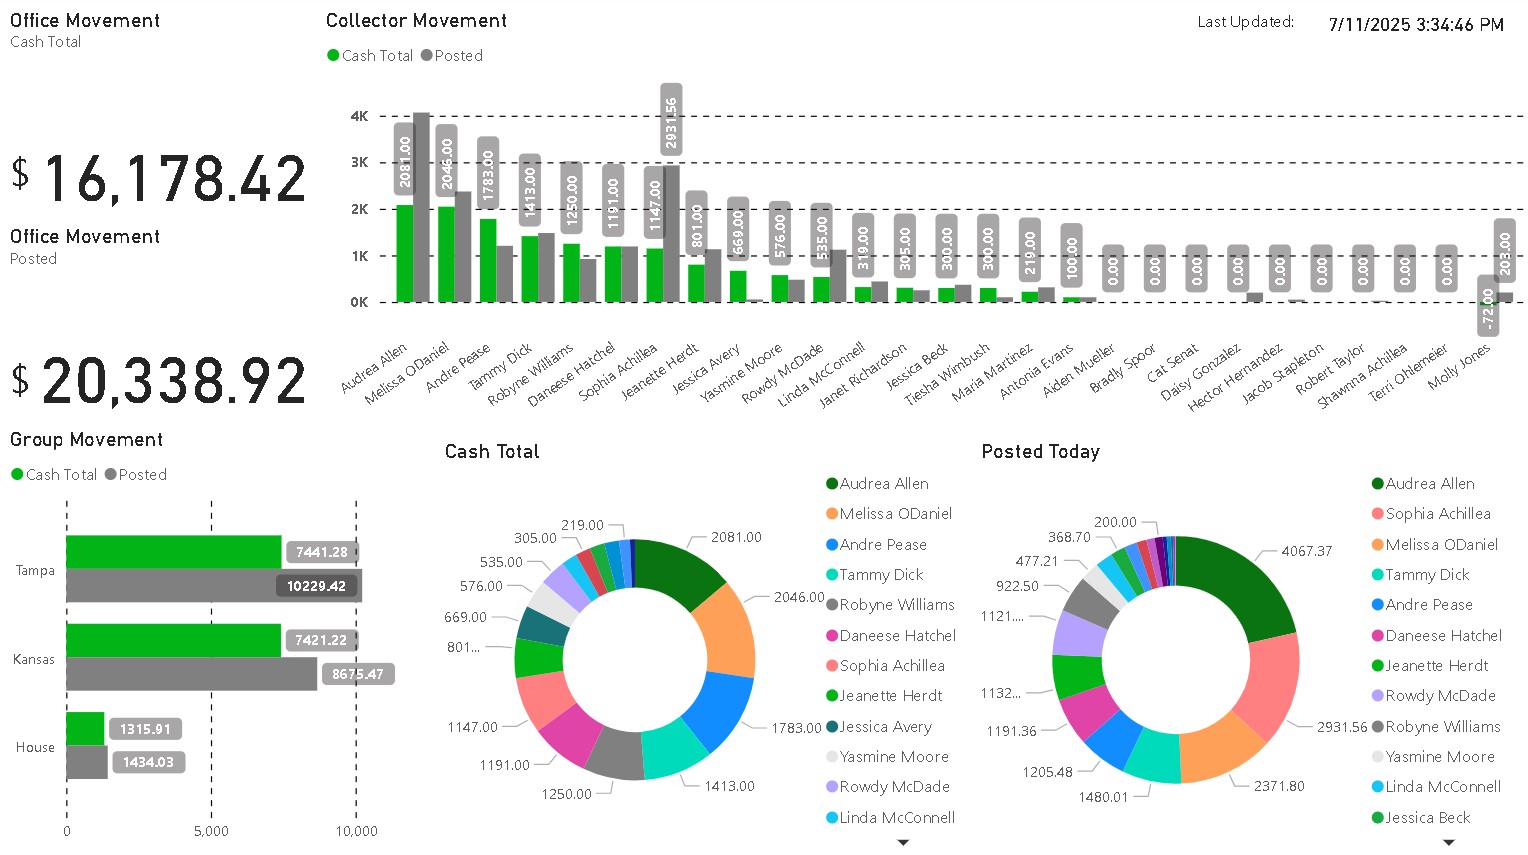 Office Movement
Cash Total
$ 16,178.42
Office Movement
Posted
$ 20,338.92
Collector Movement
Cash Total Posted
Last Updated: 7/11/2025 3:34:46 PM
4K
3K
2K
1K
0K
2081.00
2046.00
1783.00
1413.00
1250.00
1191.00
1147.00
2931.56
801.00
669.00
576.00
535.00
319.00
305.00
300.00
300.00
219.00
100.00
0.00
0.00
0.00
0.00
0.00
0.00
0.00
0.00
0.00
-72.00
203.00
Audrea Allen
Melissa ODaniel
Andre Pease
Tammy Dick
Robyne Williams
Daneese Hatchel
Sophia Achillea
Jeanette Herdt
Jessica Avery
Yasmine Moore
Rowdy McDade
Linda McConnell
Janet Richardson
Jessica Beck
Tiesha Wimbush
Maria Martinez
Antonia Evans
Aiden Mueller
Bradly Spoor
Cat Senat
Daisy Gonzalez
Hector Hernandez
Jacob Stapleton
Robert Taylor
Shawnna Achillea
Terri Ohlemeier
Molly Jones
Group Movement
Cash Total Posted
Tampa
7441.28
10229.42
Kansas
7421.22
8675.47
House
1315.91
1434.03
0
5,000
10,000
Cash Total
219.00
305.00
535.00
576.00
669.00
801...
1147.00
1191.00
1250.00
1413.00
1783.00
2046.00
2081.00
Audrea Allen
Melissa ODaniel
Andre Pease
Tammy Dick
Robyne Williams
Daneese Hatchel
Sophia Achillea
Jeanette Herdt
Jessica Avery
Yasmine Moore
Rowdy McDade
Linda McConnell
Posted Today
200.00
368.70
477.21
922.50
1121....
1132...
1191.36
1205.48
1480.01
2371.80
2931.56
4067.37
Audrea Allen
Sophia Achillea
Melissa ODaniel
Tammy Dick
Andre Pease
Daneese Hatchel
Jeanette Herdt
Rowdy McDade
Robyne Williams
Yasmine Moore
Linda McConnell
Jessica Beck